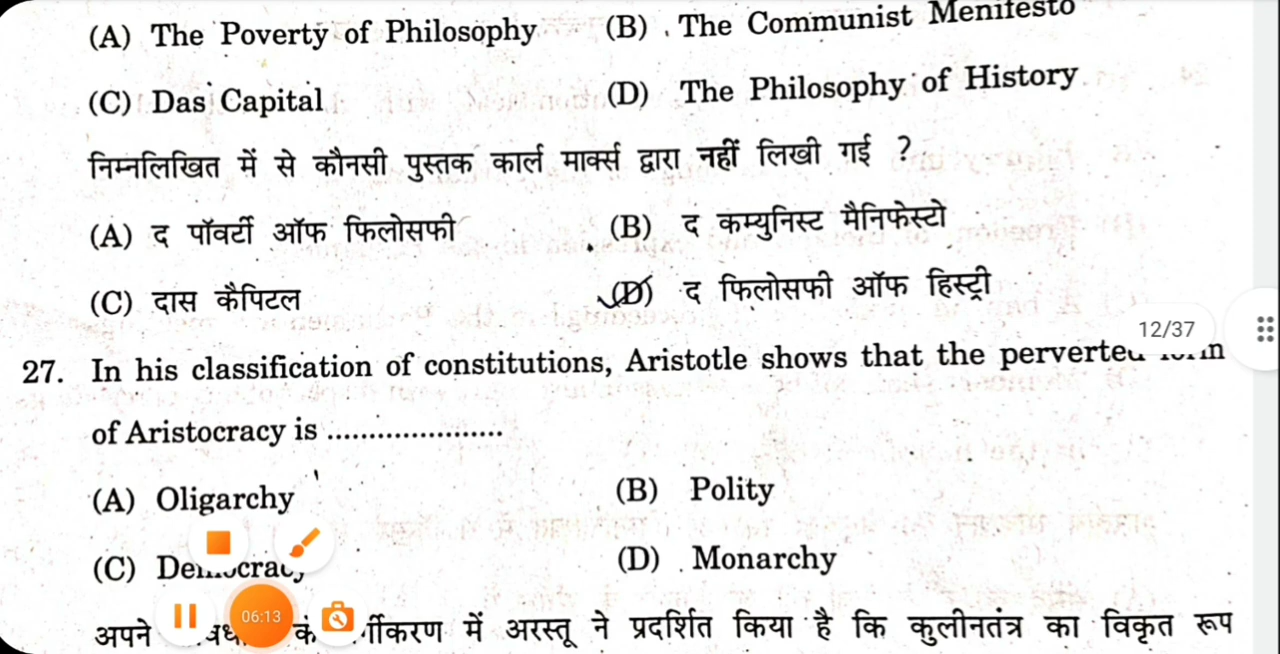 (A) The Poverty of Philosophy (B) The Communist Menifesto
(C) Das Capital (D) The Philosophy of History
निम्नलिखित में से कौनसी पुस्तक कार्ल मार्क्स द्वारा नहीं लिखी गई ?
(A) द पॉवर्टी ऑफ फिलोसफी (B) द कम्युनिस्ट मैनिफेस्टो
(C) दास कैपिटल (D) द फिलोसफी ऑफ हिस्ट्री
12/37
27. In his classification of constitutions, Aristotle shows that the
of Aristocracy is .....................
(A) Oligarchy (B) Polity
(C) (D) Monarchy
06:13
अपने में अरस्तू ने प्रदर्शित किया है कि कुलीनतंत्र का विकृत रूप